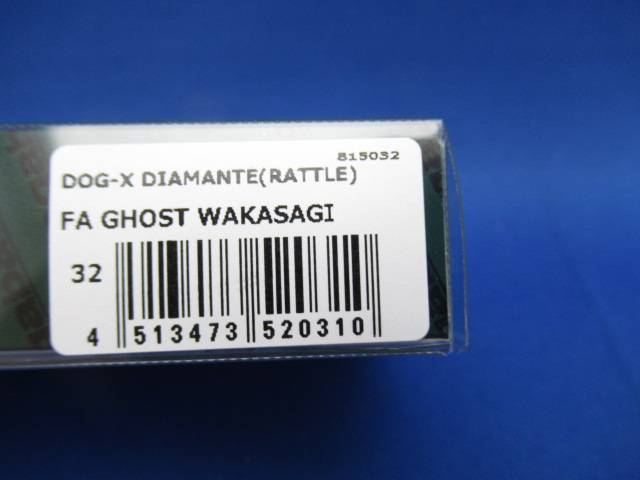 815032
DOG-X DIAMANTE(RATTLE)
FA GHOST WAKASAGI
32
4 513473 520310